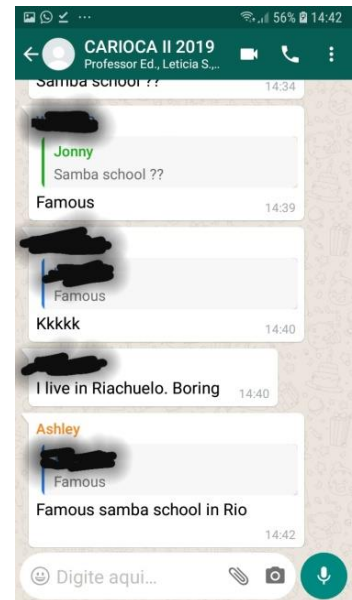 56% 14:42
CARIOCA II 2019
Professor Ed., Leticia S.,..
Samba school ??
14:34
Jonny
Samba school ??
Famous
14:39
Famous
Kkkkk
14:40
I live in Riachuelo. Boring 14:40
Ashley
Famous
Famous samba school in Rio
14:42
Digite aqui...